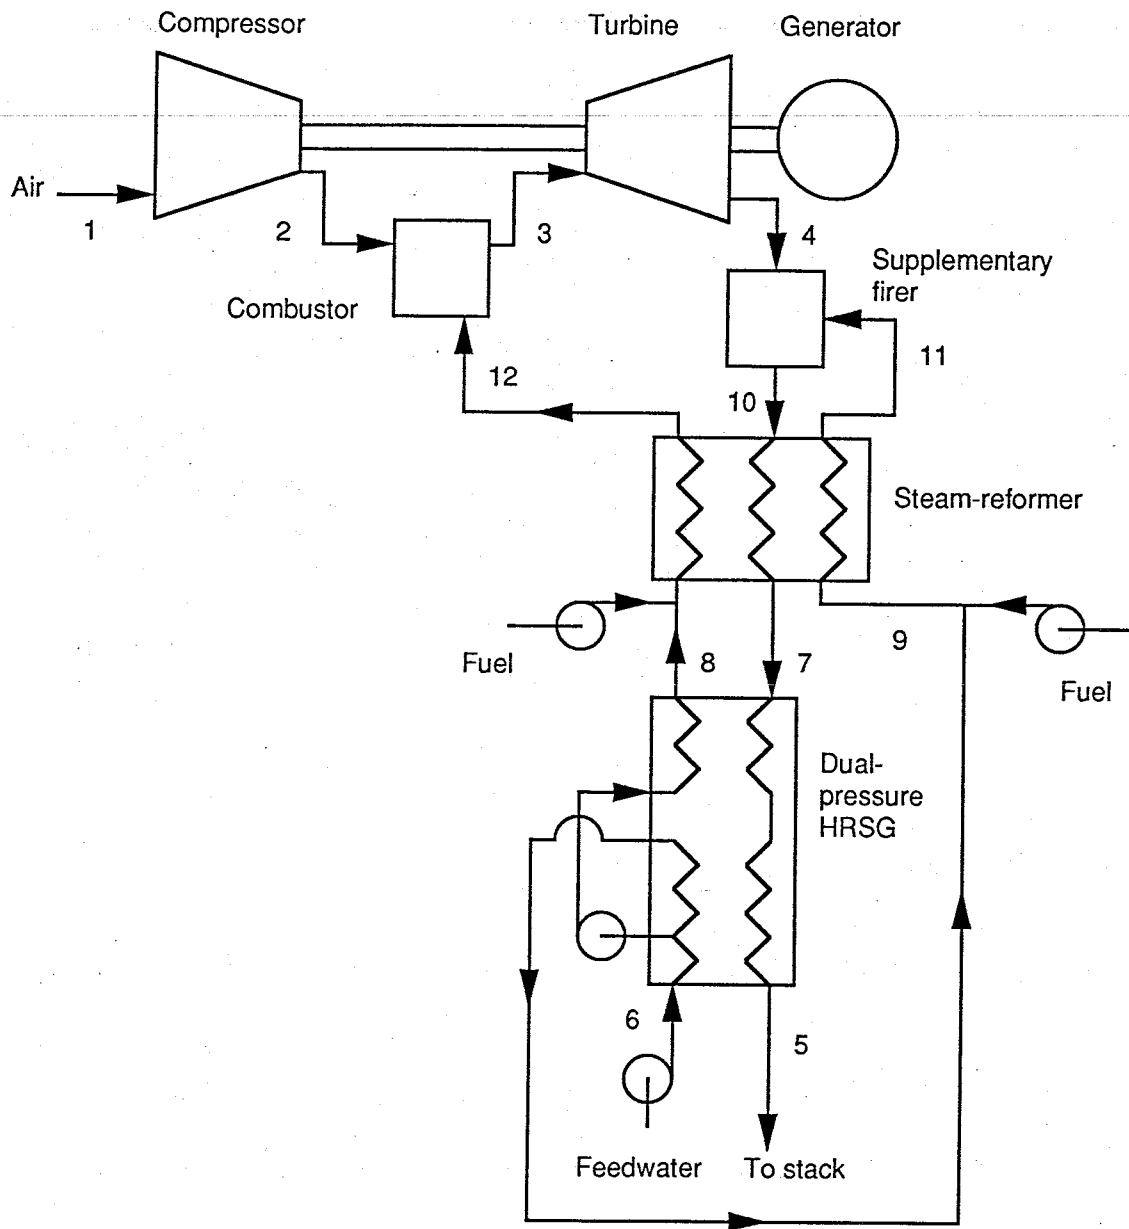 Compressor
Turbine
Generator
Air
1
2
3
4
Combustor
Supplementary
firer
11
12
10
Steam-reformer
Fuel
8
7
9
Fuel
Dual-
pressure
HRSG
6
5
Feedwater
To stack